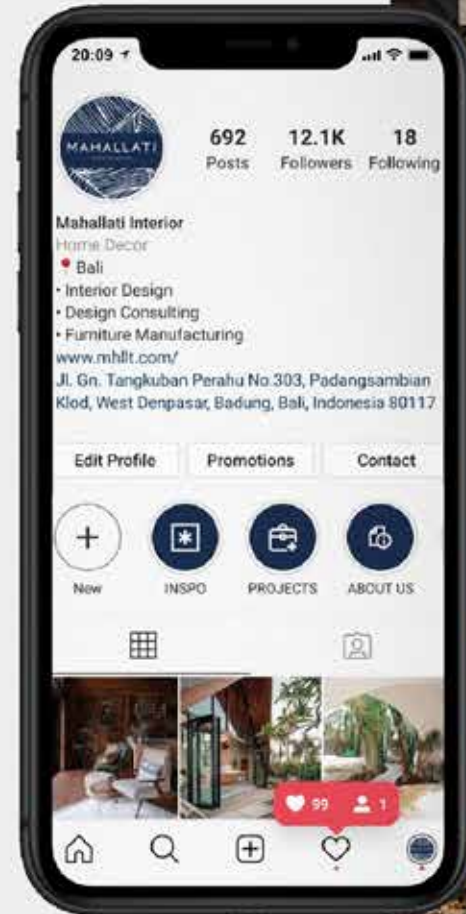 20:09
MAHALLATI
692 12.1K 18
Posts Followers Following
Mahallati Interior
Home Decor
Bali
• Interior Design
• Design Consulting
• Furniture Manufacturing
www.mhllt.com/
Jl. Gn. Tangkuban Perahu No.303, Padangsambian
Klod, West Denpasar, Badung, Bali, Indonesia 80117
Edit Profile Promotions Contact
New INSPO PROJECTS ABOUT US
99 1